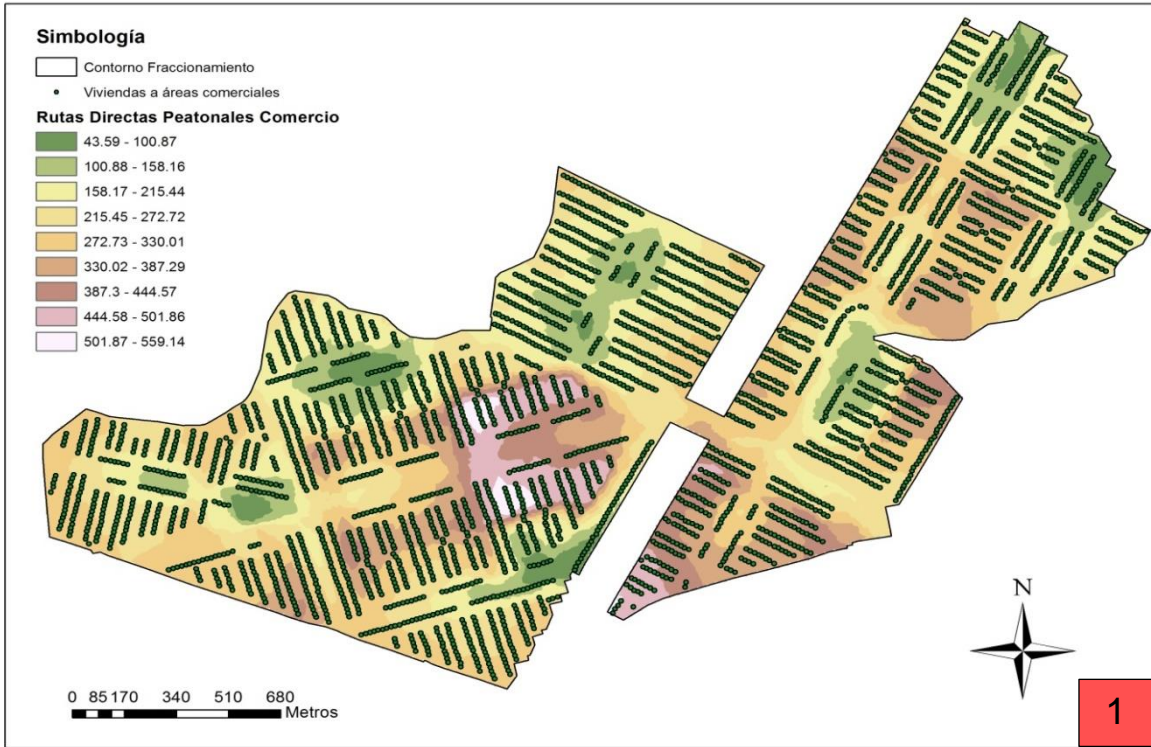 Simbología
Contorno Fraccionamiento
Viviendas a áreas comerciales
Rutas Directas Peatonales Comercio
43.59 - 100.87
100.88 - 158.16
158.17 - 215.44
215.45 - 272.72
272.73 - 330.01
330.02 - 387.29
387.3 - 444.57
444.58 - 501.86
501.87 - 559.14
N
0 85 170 340 510 680
Metros
1